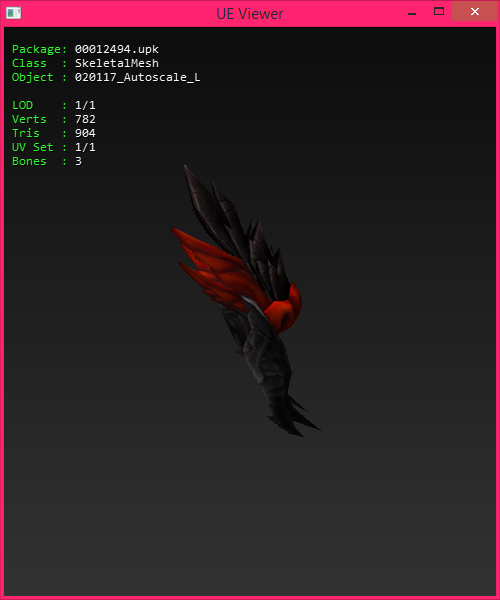 UE Viewer
Package: 00012494.upk
Class : SkeletalMesh
Object : 020117_Autoscale_L
LOD : 1/1
Verts : 782
Tris : 904
UV Set : 1/1
Bones : 3